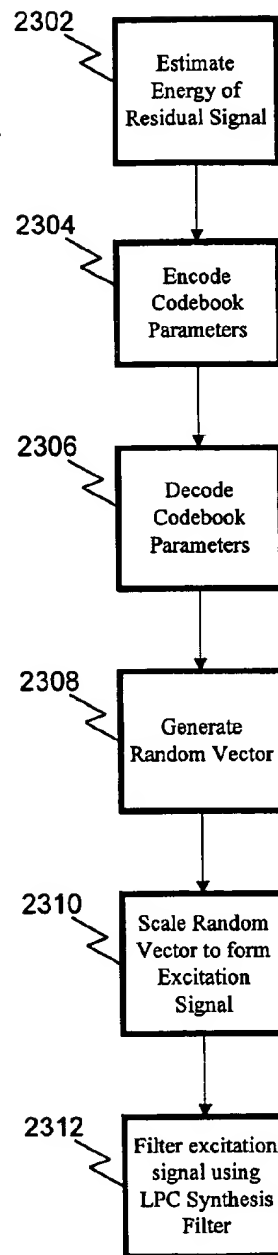 2302
Estimate
Energy of
Residual Signal
2304
Encode
Codebook
Parameters
2306
Decode
Codebook
Parameters
2308
Generate
Random Vector
2310
Scale Random
Vector to form
Excitation
Signal
2312
Filter excitation
signal using
LPC Synthesis
Filter